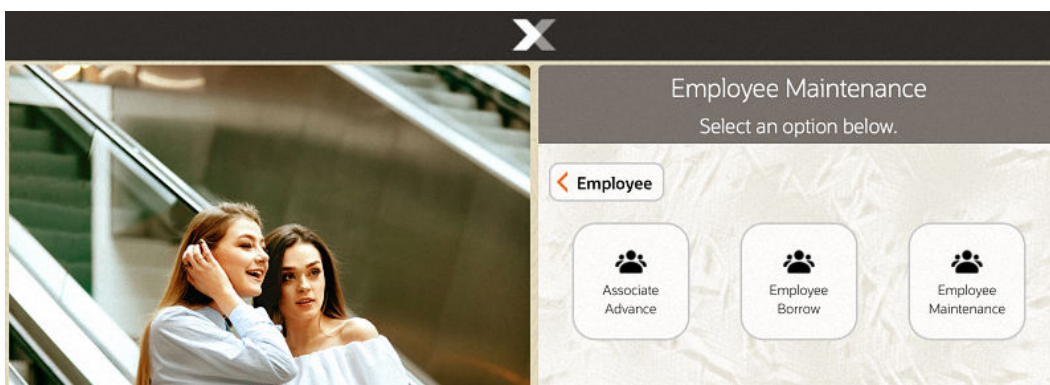 Employee Maintenance
Select an option below.
Employee
Associate
Advance
Employee
Borrow
Employee
Maintenance